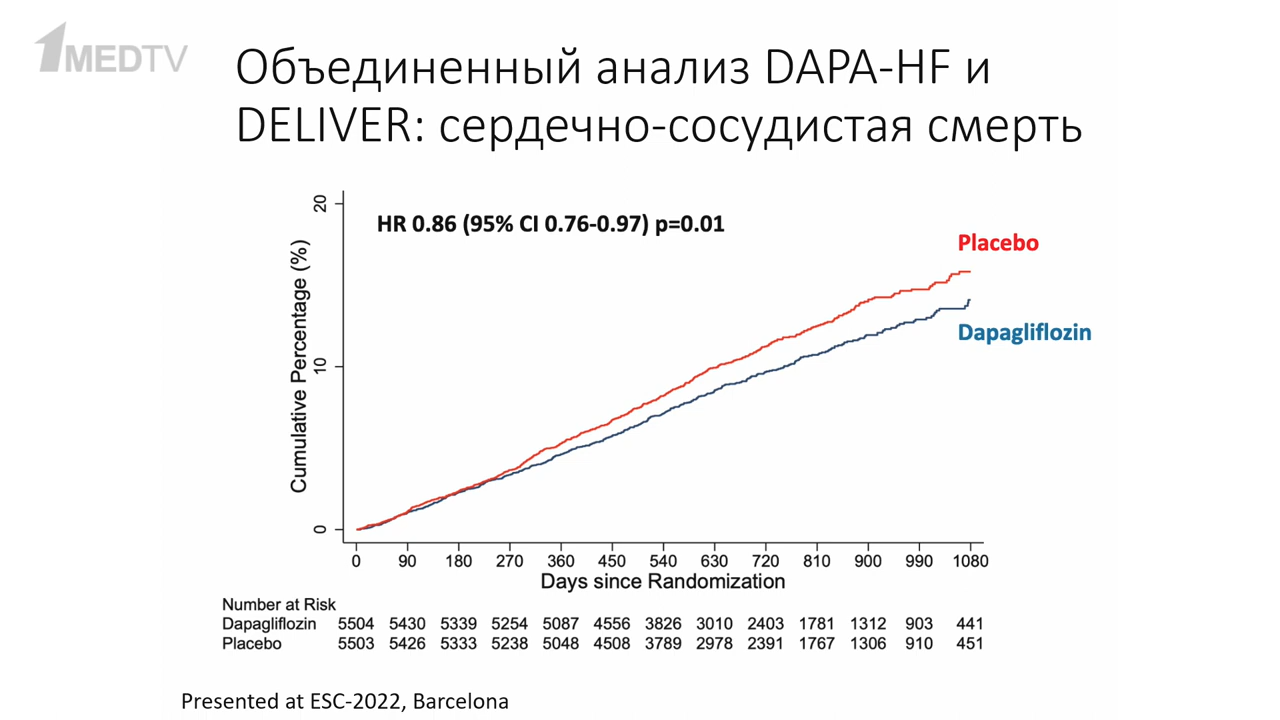 1MEDTV
Объединенный анализ DAPA-HF и
DELIVER: сердечно-сосудистая смерть
HR 0.86 (95% CI 0.76-0.97) p=0.01
Placebo
Dapagliflozin
Cumulative Percentage (%)
20
10
0
0 90 180 270 360 450 540 630 720 810 900 990 1080
Days since Randomization
Number at Risk
Dapagliflozin 5504 5430 5339 5254 5087 4556 3826 3010 2403 1781 1312 903 441
Placebo 5503 5426 5333 5238 5048 4508 3789 2978 2391 1767 1306 910 451
Presented at ESC-2022, Barcelona